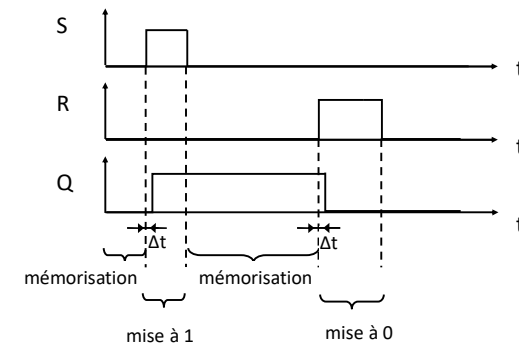 S
t
R
t
Q
t
Δt
Δt
mémorisation
mémorisation
mise à 1
mise à 0